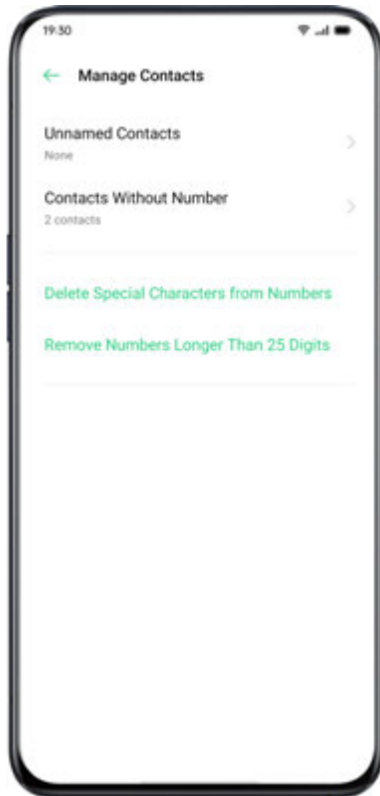 19:30
Manage Contacts
Unnamed Contacts
None
Contacts Without Number
2 contacts
Delete Special Characters from Numbers
Remove Numbers Longer Than 25 Digits